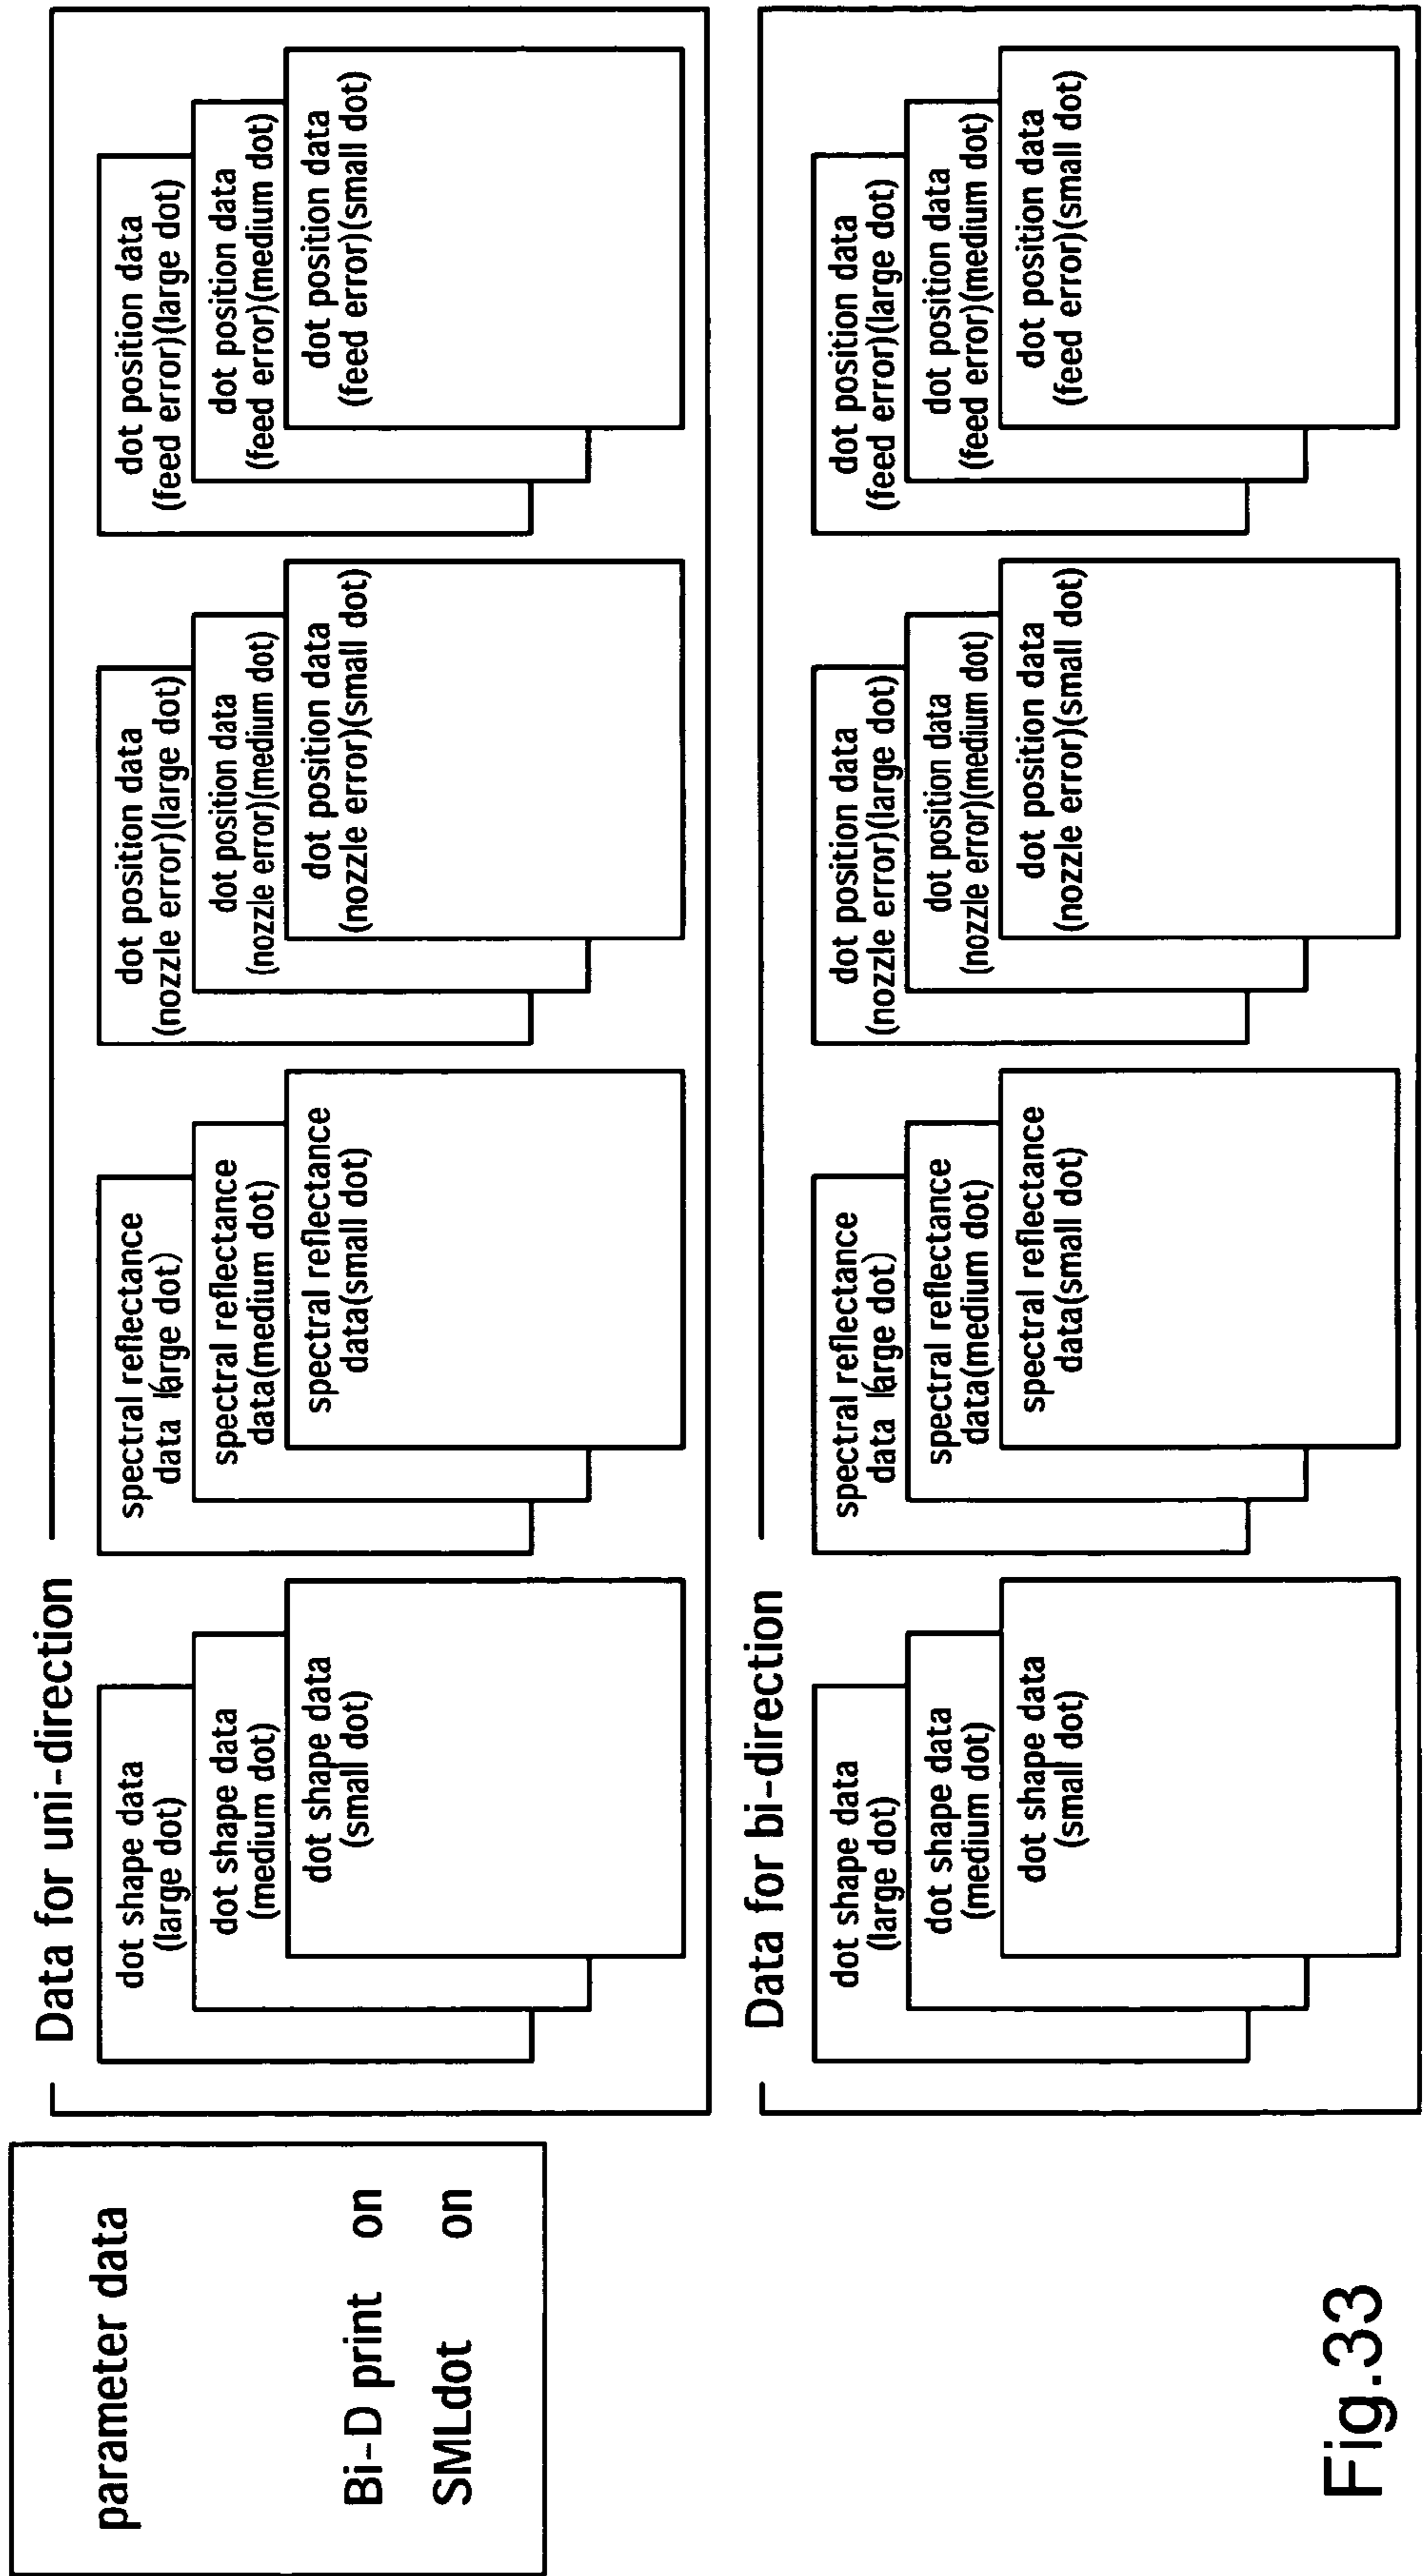 parameter data
Bi-D print on
SMLdot on
Data for uni-direction
dot shape data
(large dot)
dot shape data
(medium dot)
dot shape data
(small dot)
spectral reflectance
data (large dot)
spectral reflectance
data(medium dot)
spectral reflectance
data(small dot)
dot position data
(nozzle error)(large dot)
dot position data
(nozzle error)(medium dot)
dot position data
(nozzle error)(small dot)
dot position data
(feed error)(large dot)
dot position data
(feed error)(medium dot)
dot position data
(feed error)(small dot)
Data for bi-direction
dot shape data
(large dot)
dot shape data
(medium dot)
dot shape data
(small dot)
spectral reflectance
data (large dot)
spectral reflectance
data(medium dot)
spectral reflectance
data(small dot)
dot position data
(nozzle error)(large dot)
dot position data
(nozzle error)(medium dot)
dot position data
(nozzle error)(small dot)
dot position data
(feed error)(large dot)
dot position data
(feed error)(medium dot)
dot position data
(feed error)(small dot)
Fig.33